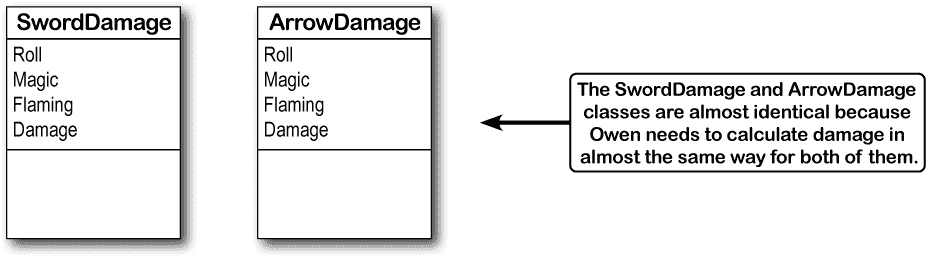 SwordDamage
Roll
Magic
Flaming
Damage
ArrowDamage
Roll
Magic
Flaming
Damage
The SwordDamage and ArrowDamage
classes are almost identical because
Owen needs to calculate damage in
almost the same way for both of them.